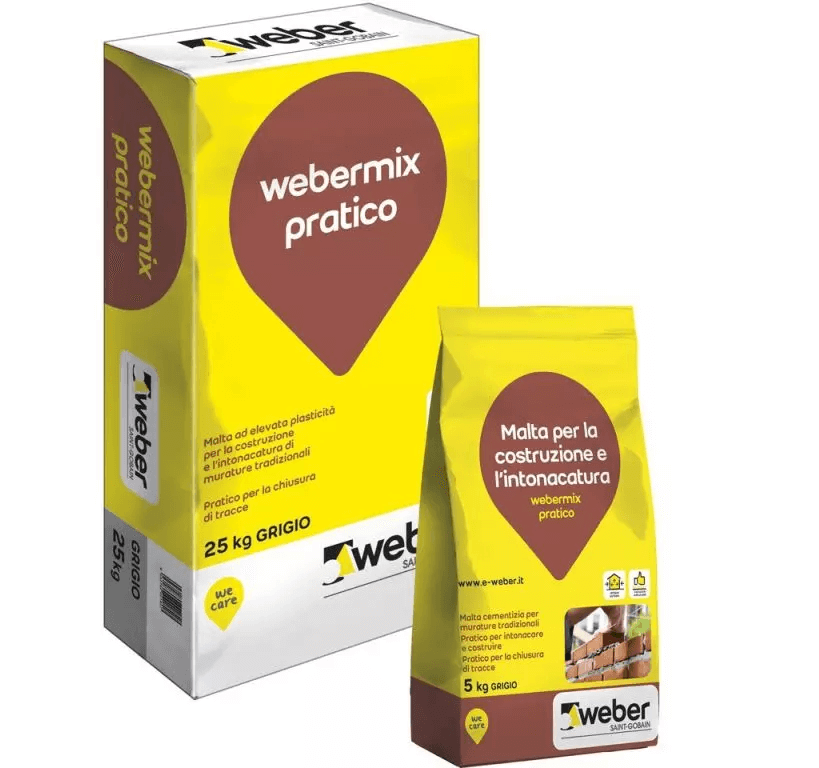 weber
SAINT-GOBAIN
webermix
pratico
webermix
pratico
weber
SAINT-GOBAIN
Malta ad elevata plasticità
per la costruzione
e l'intonacatura di
murature tradizionali
Pratico per la chiusura
di tracce
25 kg GRIGIO
GRIGIO
25 kg
we
care
weber
SA
Malta per la
costruzione e
l'intonacatura
webermix
pratico
www.e-weber.it
Malta cementizia per
murature tradizionali
Pratico per intonacare
e costruire
Pratico per la chiusura
di tracce
5 kg GRIGIO
we
care
weber
SAINT-GOBAIN